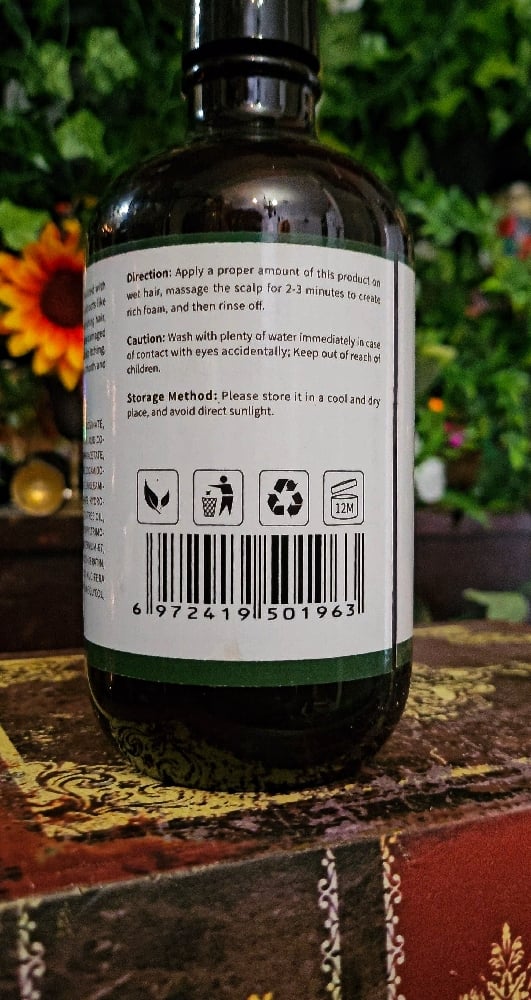 Direction: Apply a proper amount of this product on
wet hair, massage the scalp for 2-3 minutes to create
rich foam, and then rinse off.
Caution: Wash with plenty of water immediately in case
of contact with eyes accidentally; Keep out of reach of
children.
Storage Method: Please store it in a cool and dry
place, and avoid direct sunlight.
12M
6 972419 501963